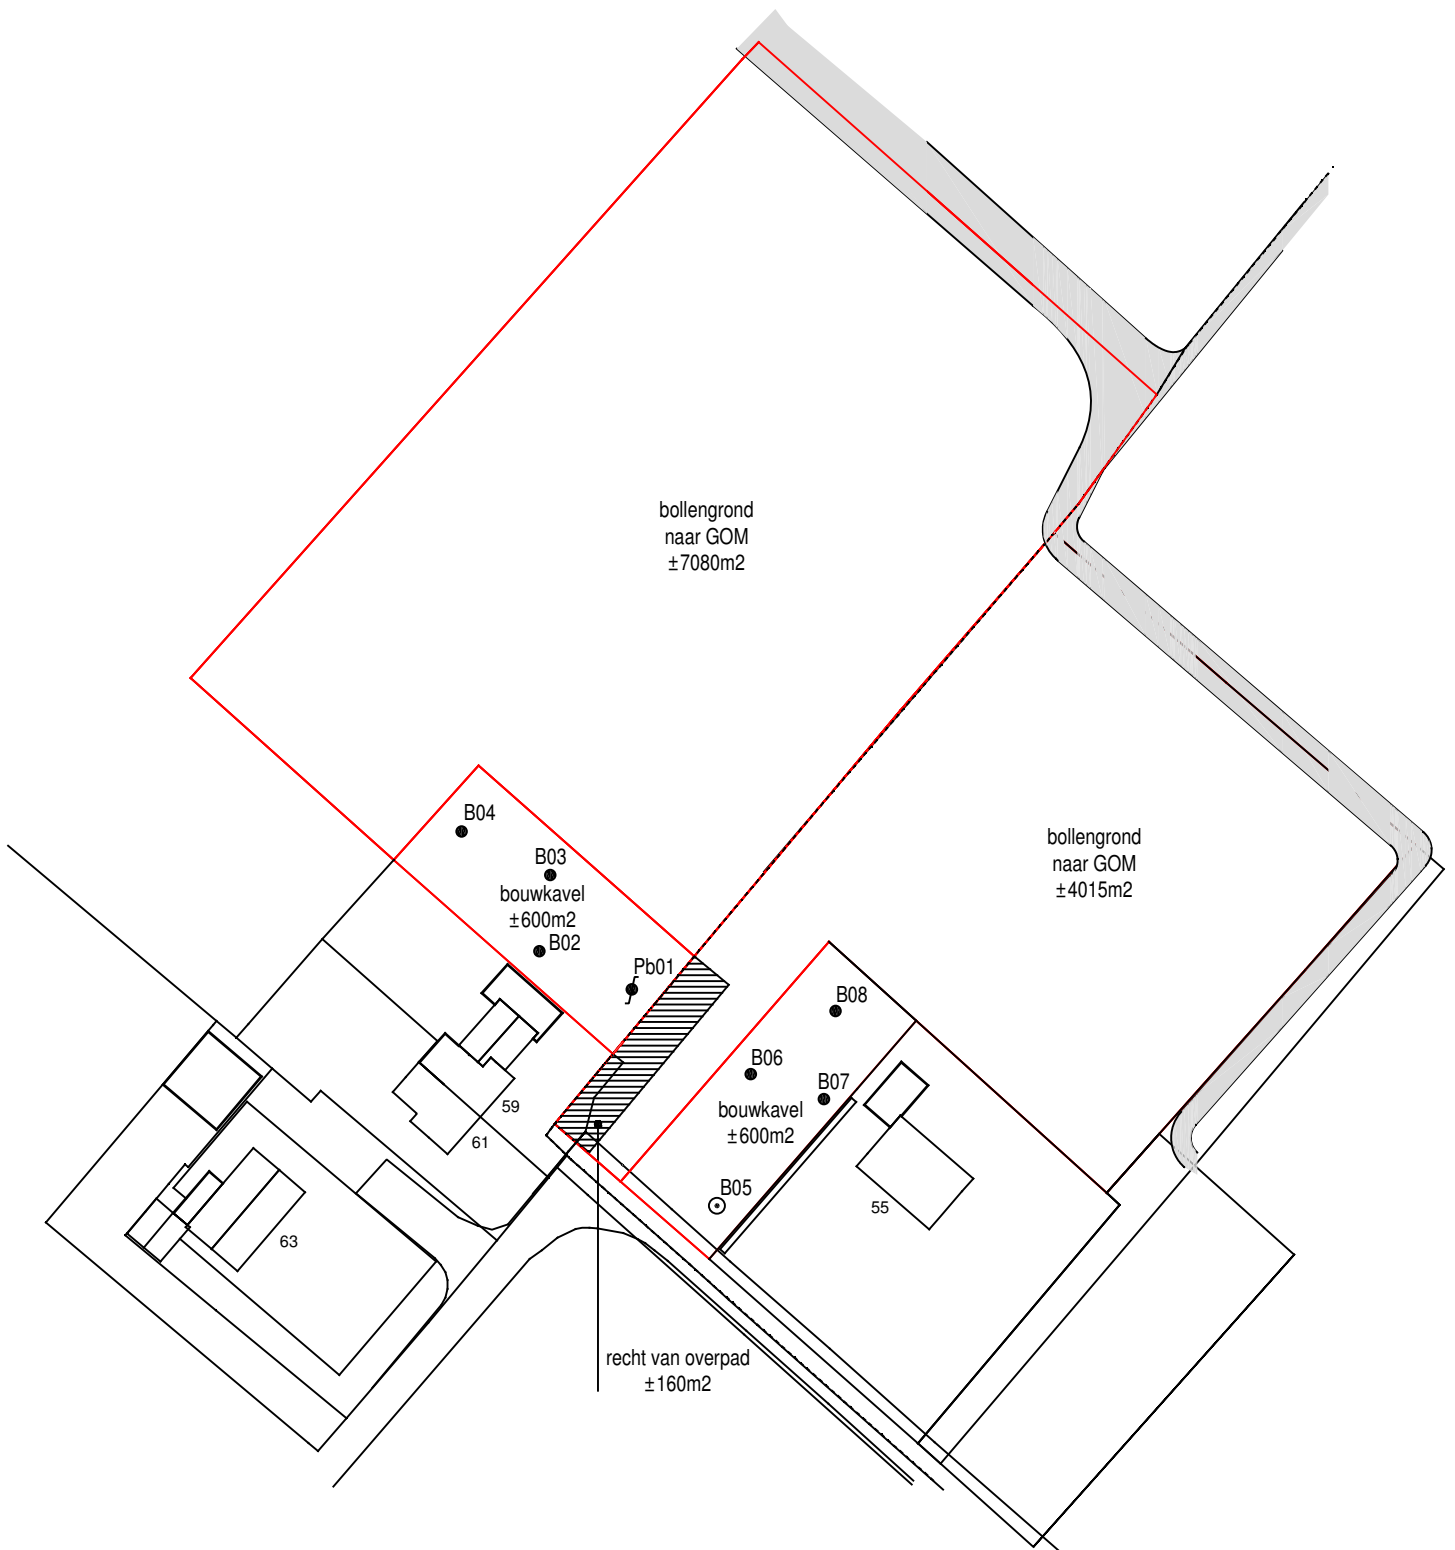 bollengrond
naar GOM
±7080m2
B04
B03
bouwkavel
±600m2
B02
Pb01
bollengrond
naar GOM
±4015m2
B08
B06
B07
bouwkavel
±600m2
B05
59
61
55
63
recht van overpad
±160m2